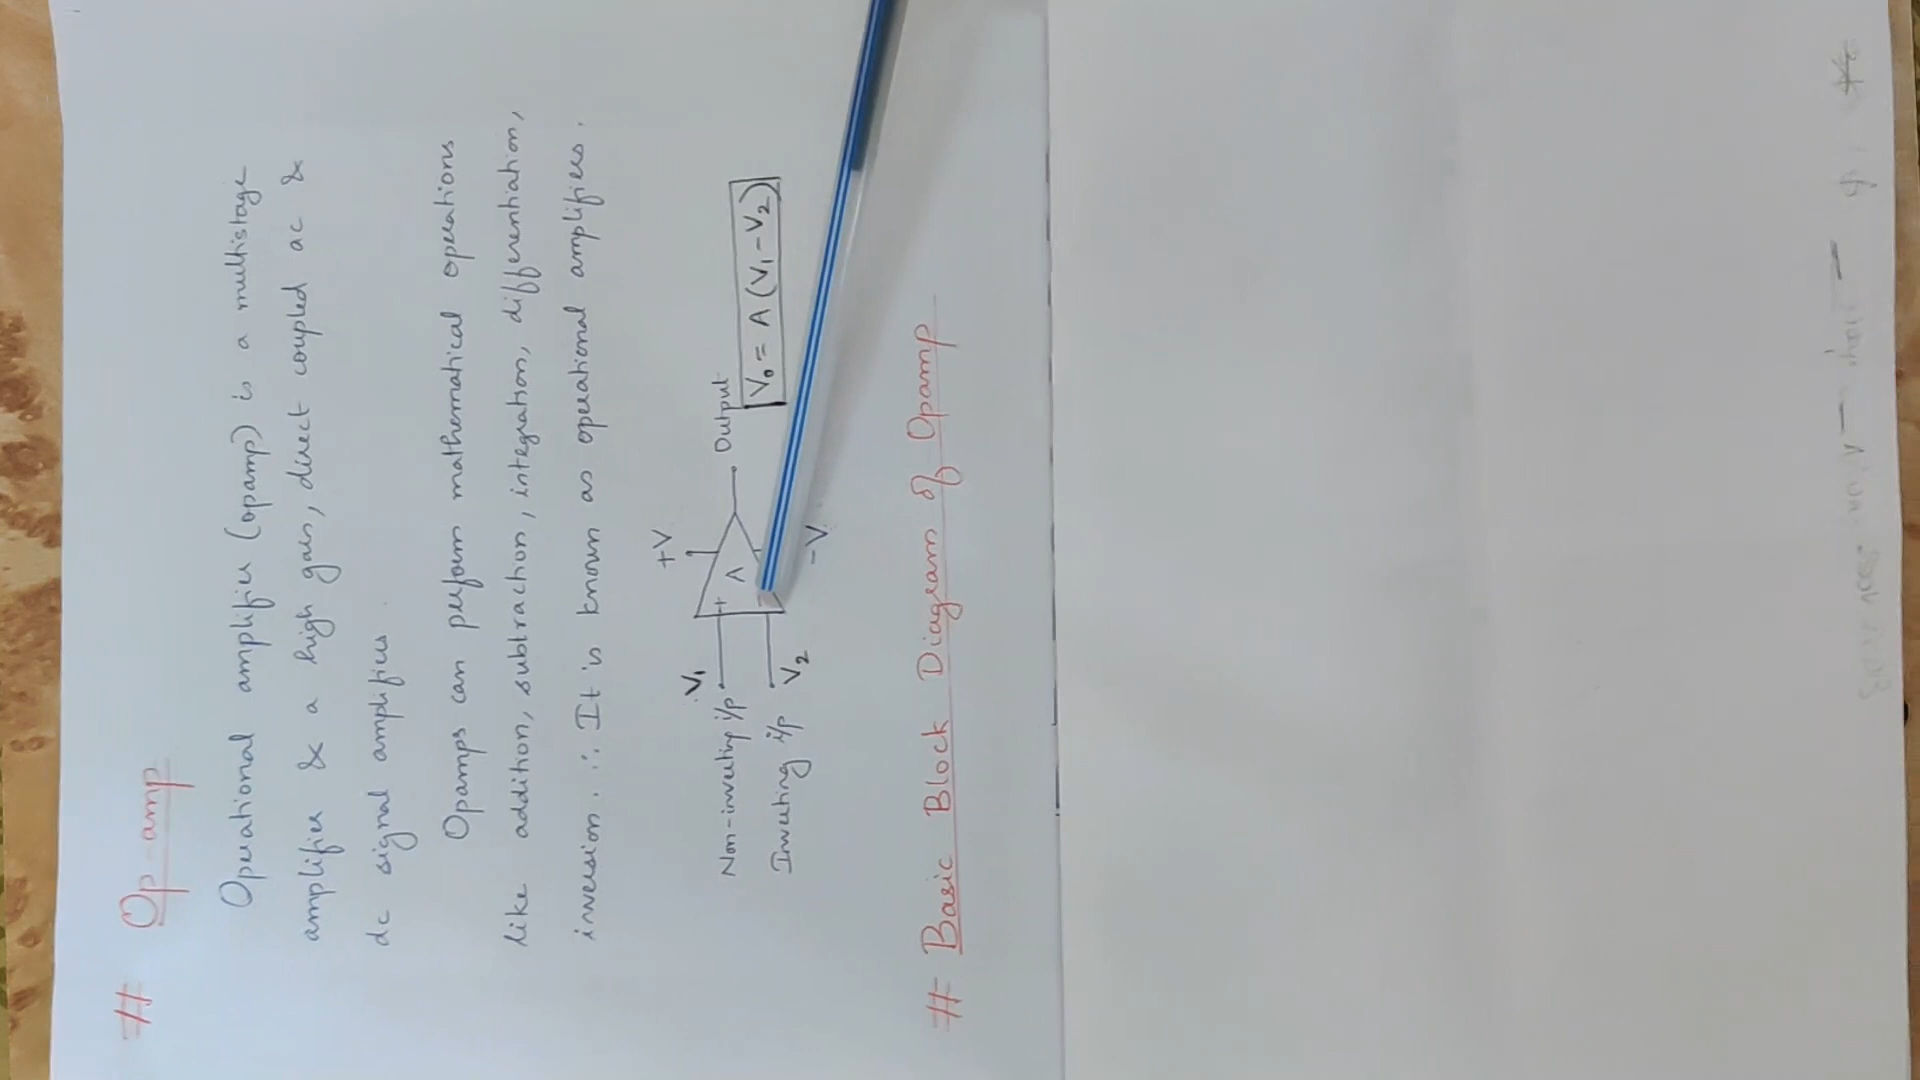 # Op-amp
Operational amplifier (opamp) is a multistage
amplifier & a high gain, direct coupled ac &
dc signal amplifiers
Opamps can perform mathematical operations
like addition, subtraction, integration, differentiation,
inversion. ∴ It is known as operational amplifiers.
+V
V1
Non-inverting i/p
+
A
Output
V0 = A (V1 - V2)
Inverting i/p
V2
-V
# Basic Block Diagram of Opamp